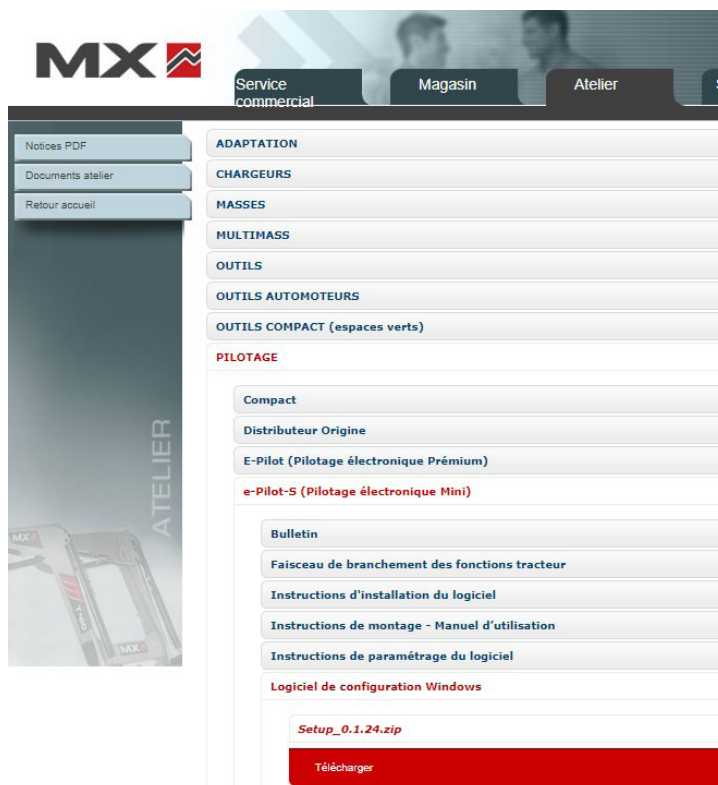 MX
Service
commercial
Magasin
Atelier
S
Notices PDF
Documents atelier
Retour accueil
ADAPTATION
CHARGEURS
MASSES
MULTIMASS
OUTILS
OUTILS AUTOMOTEURS
OUTILS COMPACT (espaces verts)
PILOTAGE
Compact
Distributeur Origine
E-Pilot (Pilotage électronique Prémium)
e-Pilot-S (Pilotage électronique Mini)
Bulletin
Faisceau de branchement des fonctions tracteur
Instructions d'installation du logiciel
Instructions de montage - Manuel d’utilisation
Instructions de paramétrage du logiciel
Logiciel de configuration Windows
Setup_0.1.24.zip
Télécharger
ATELIER
MX
MX